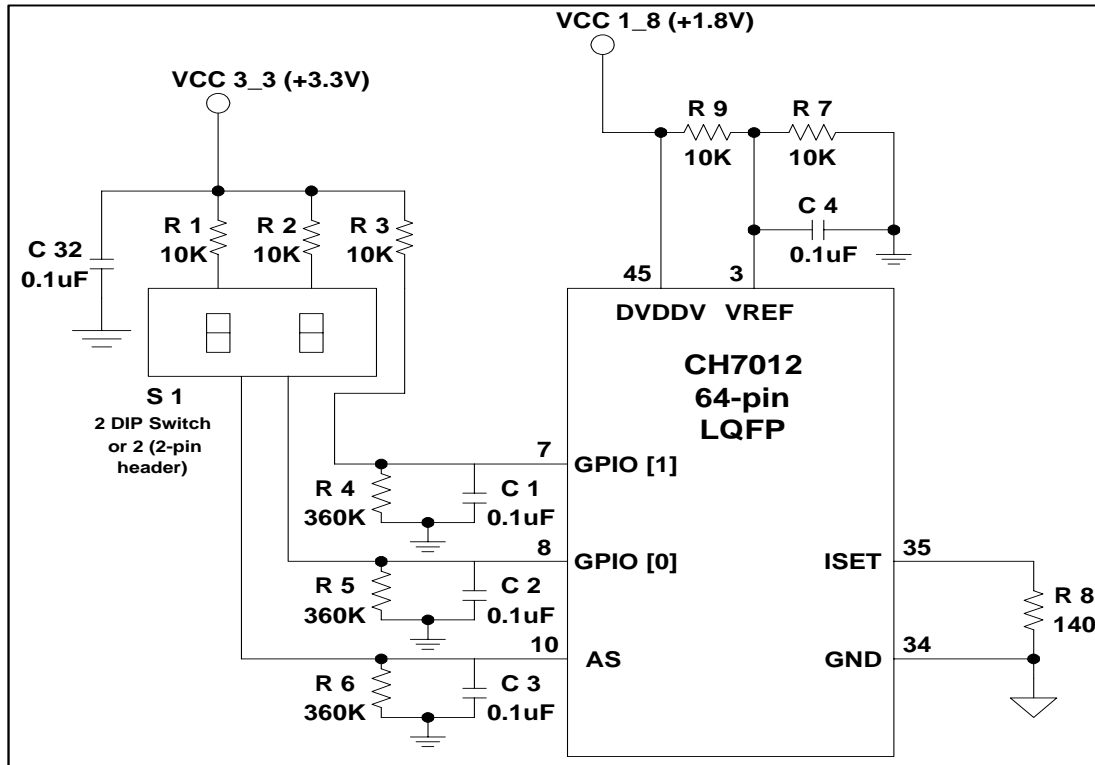 VCC 1_8 (+1.8V)
VCC 3_3 (+3.3V)
R 9
10K
R 7
10K
C 4
0.1uF
R 1
10K
R 2
10K
R 3
10K
C 32
0.1uF
45
3
DVDDV
VREF
CH7012
64-pin
LQFP
S 1
2 DIP Switch
or 2 (2-pin
header)
7
GPIO [1]
R 4
360K
C 1
0.1uF
8
GPIO [0]
R 5
360K
C 2
0.1uF
10
AS
R 6
360K
C 3
0.1uF
ISET
35
R 8
140
GND
34